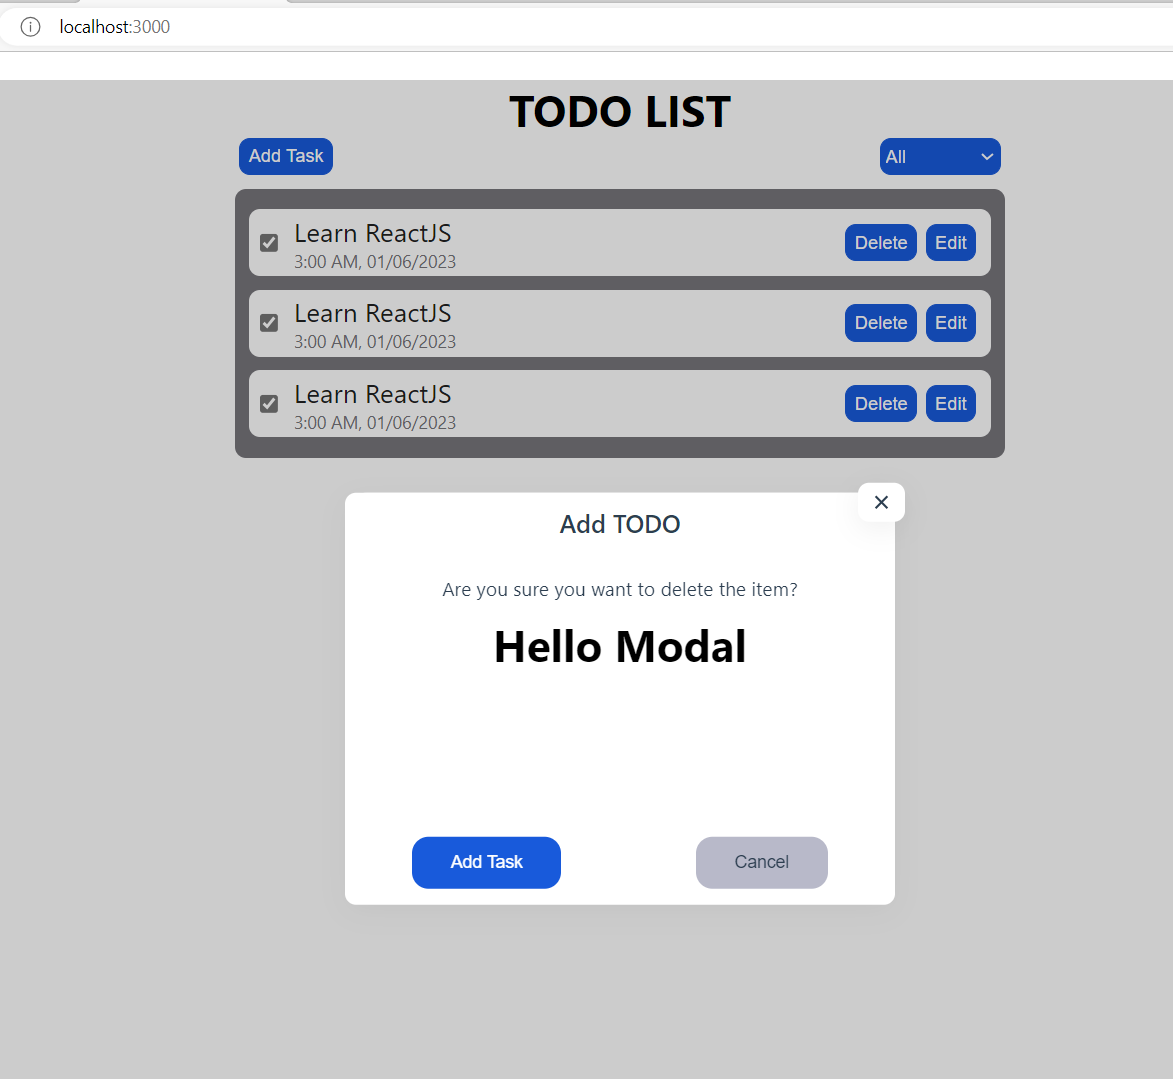 localhost:3000
TODO LIST
Add Task
All
Learn ReactJS
3:00 AM, 01/06/2023
Delete
Edit
Learn ReactJS
3:00 AM, 01/06/2023
Delete
Edit
Learn ReactJS
3:00 AM, 01/06/2023
Delete
Edit
Add TODO
Are you sure you want to delete the item?
Hello Modal
Add Task
Cancel